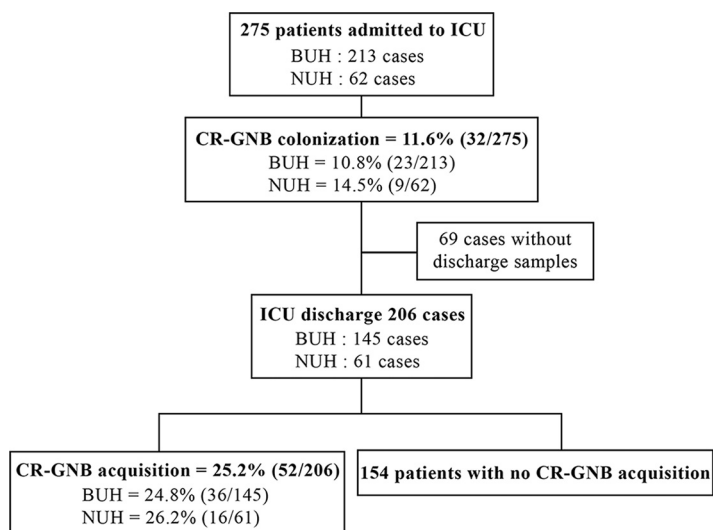 275 patients admitted to ICU
BUH : 213 cases
NUH : 62 cases
CR-GNB colonization = 11.6% (32/275)
BUH = 10.8% (23/213)
NUH = 14.5% (9/62)
69 cases without
discharge samples
ICU discharge 206 cases
BUH : 145 cases
NUH : 61 cases
CR-GNB acquisition = 25.2% (52/206)
BUH = 24.8% (36/145)
NUH = 26.2% (16/61)
154 patients with no CR-GNB acquisition